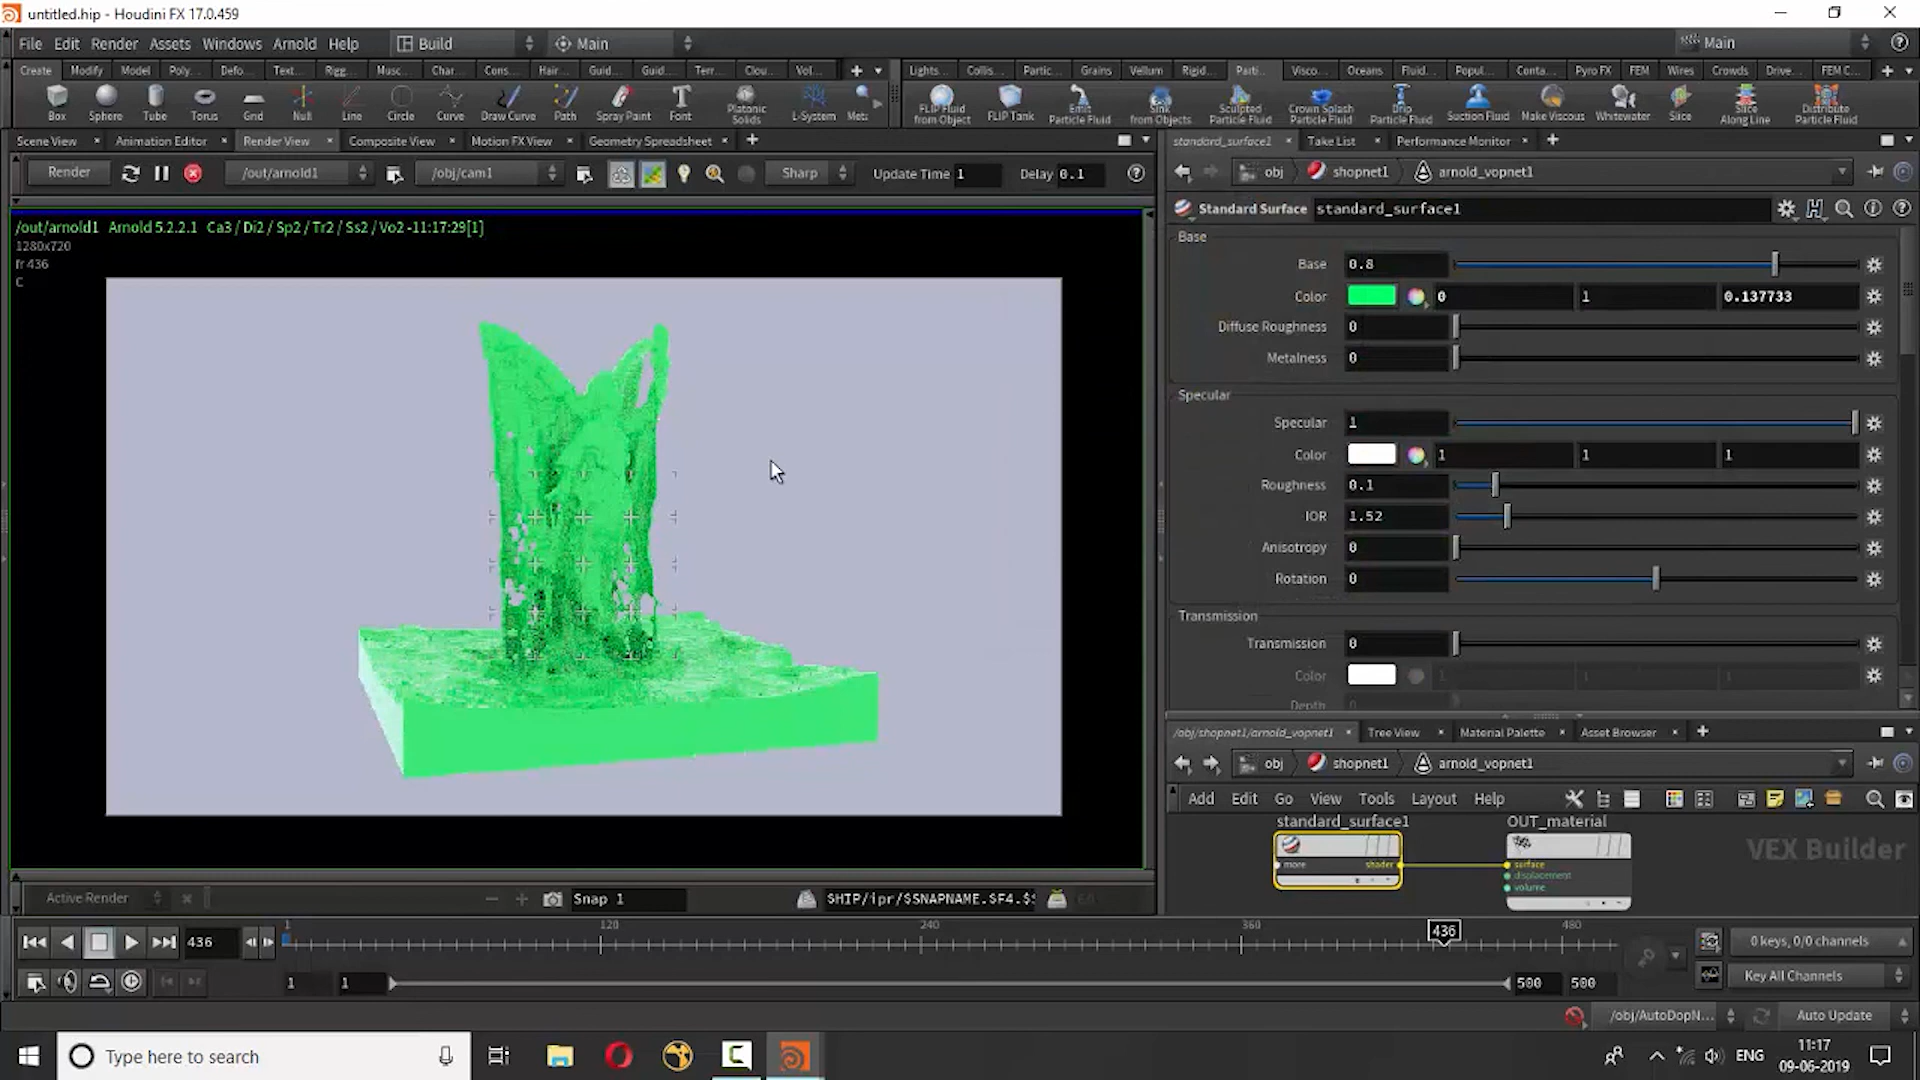 untitled.hip - Houdini FX 17.0.459
File Edit Render Assets Windows Arnold Help Build Main Main
Create Modify Model Poly... Defo... Text... Rigg... Musc... Char... Cons... Hair... Guid... Guid... Terr... Clou... Vol... Lights... Collis... Partic... Grains Vellum Rigid... Parti... Visco... Oceans Fluid... Popul... Conta... Pyro FX FEM Wires Crowds Drive... FEM C...
Box Sphere Tube Torus Grid Null Line Circle Curve Draw Curve Path Spray Paint Font Platonic Solids L-System Meta FLIP Fluid from Object FLIP Tank Emit Particle Fluid Sink from Objects Sculpted Particle Fluid Crown Splash Particle Fluid Drip Particle Fluid Suction Fluid Make Viscous Whitewater Slice Slice Along Line Distribute Particle Fluid
Scene View Animation Editor Render View Composite View Motion FX View Geometry Spreadsheet standard_surface1 Take List Performance Monitor
Render /out/arnold1 /obj/cam1 Sharp Update Time 1 Delay 0.1 obj shopnet1 arnold_vopnet1
Standard Surface standard_surface1
/out/arnold1 Arnold 5.2.2.1 Ca3 / Di2 / Sp2 / Tr2 / Ss2 / Vo2 -11:17:29[1]
1280x720
fr 436
C
Base
Base 0.8
Color 0 1 0.137733
Diffuse Roughness 0
Metalness 0
Specular
Specular 1
Color 1 1 1
Roughness 0.1
IOR 1.52
Anisotropy 0
Rotation 0
Transmission
Transmission 0
Color 1 1 1
Depth
/obj/shopnet1/arnold_vopnet1 Tree View Material Palette Asset Browser
obj shopnet1 arnold_vopnet1
Add Edit Go View Tools Layout Help
standard_surface1 OUT_material
VEX Builder
more shader surface
displacement
volume
Active Render Snap 1 $HIP/ipr/$SNAPNAME.$F4.$
1 120 240 360 436 480
436 0 keys, 0/0 channels
1 1 500 500 Key All Channels
/obj/AutoDopN... Auto Update
Type here to search ENG 11:17
09-06-2019